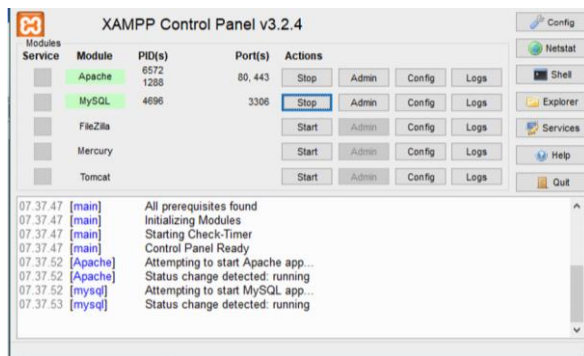 XAMPP Control Panel v3.2.4
Config
Modules
Netstat
Service Module PID(s) Port(s) Actions
Apache 6572 1288 80, 443 Stop Admin Config Logs
Shell
MySQL 4696 3306 Stop Admin Config Logs
Explorer
FileZilla Start Admin Config Logs
Services
Mercury Start Admin Config Logs
Help
Tomcat Start Admin Config Logs
Quit
07.37.47 [main] All prerequisites found
07.37.47 [main] Initializing Modules
07.37.47 [main] Starting Check-Timer
07.37.47 [main] Control Panel Ready
07.37.52 [Apache] Attempting to start Apache app...
07.37.52 [Apache] Status change detected: running
07.37.52 [mysql] Attempting to start MySQL app...
07.37.53 [mysql] Status change detected: running